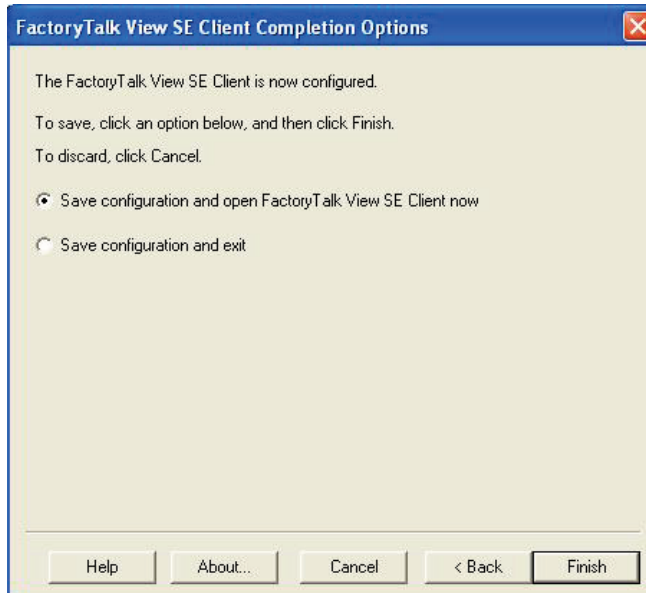 FactoryTalk View SE Client Completion Options
The FactoryTalk View SE Client is now configured.
To save, click an option below, and then click Finish.
To discard, click Cancel.
Save configuration and open FactoryTalk View SE Client now
Save configuration and exit
Help About... Cancel < Back Finish